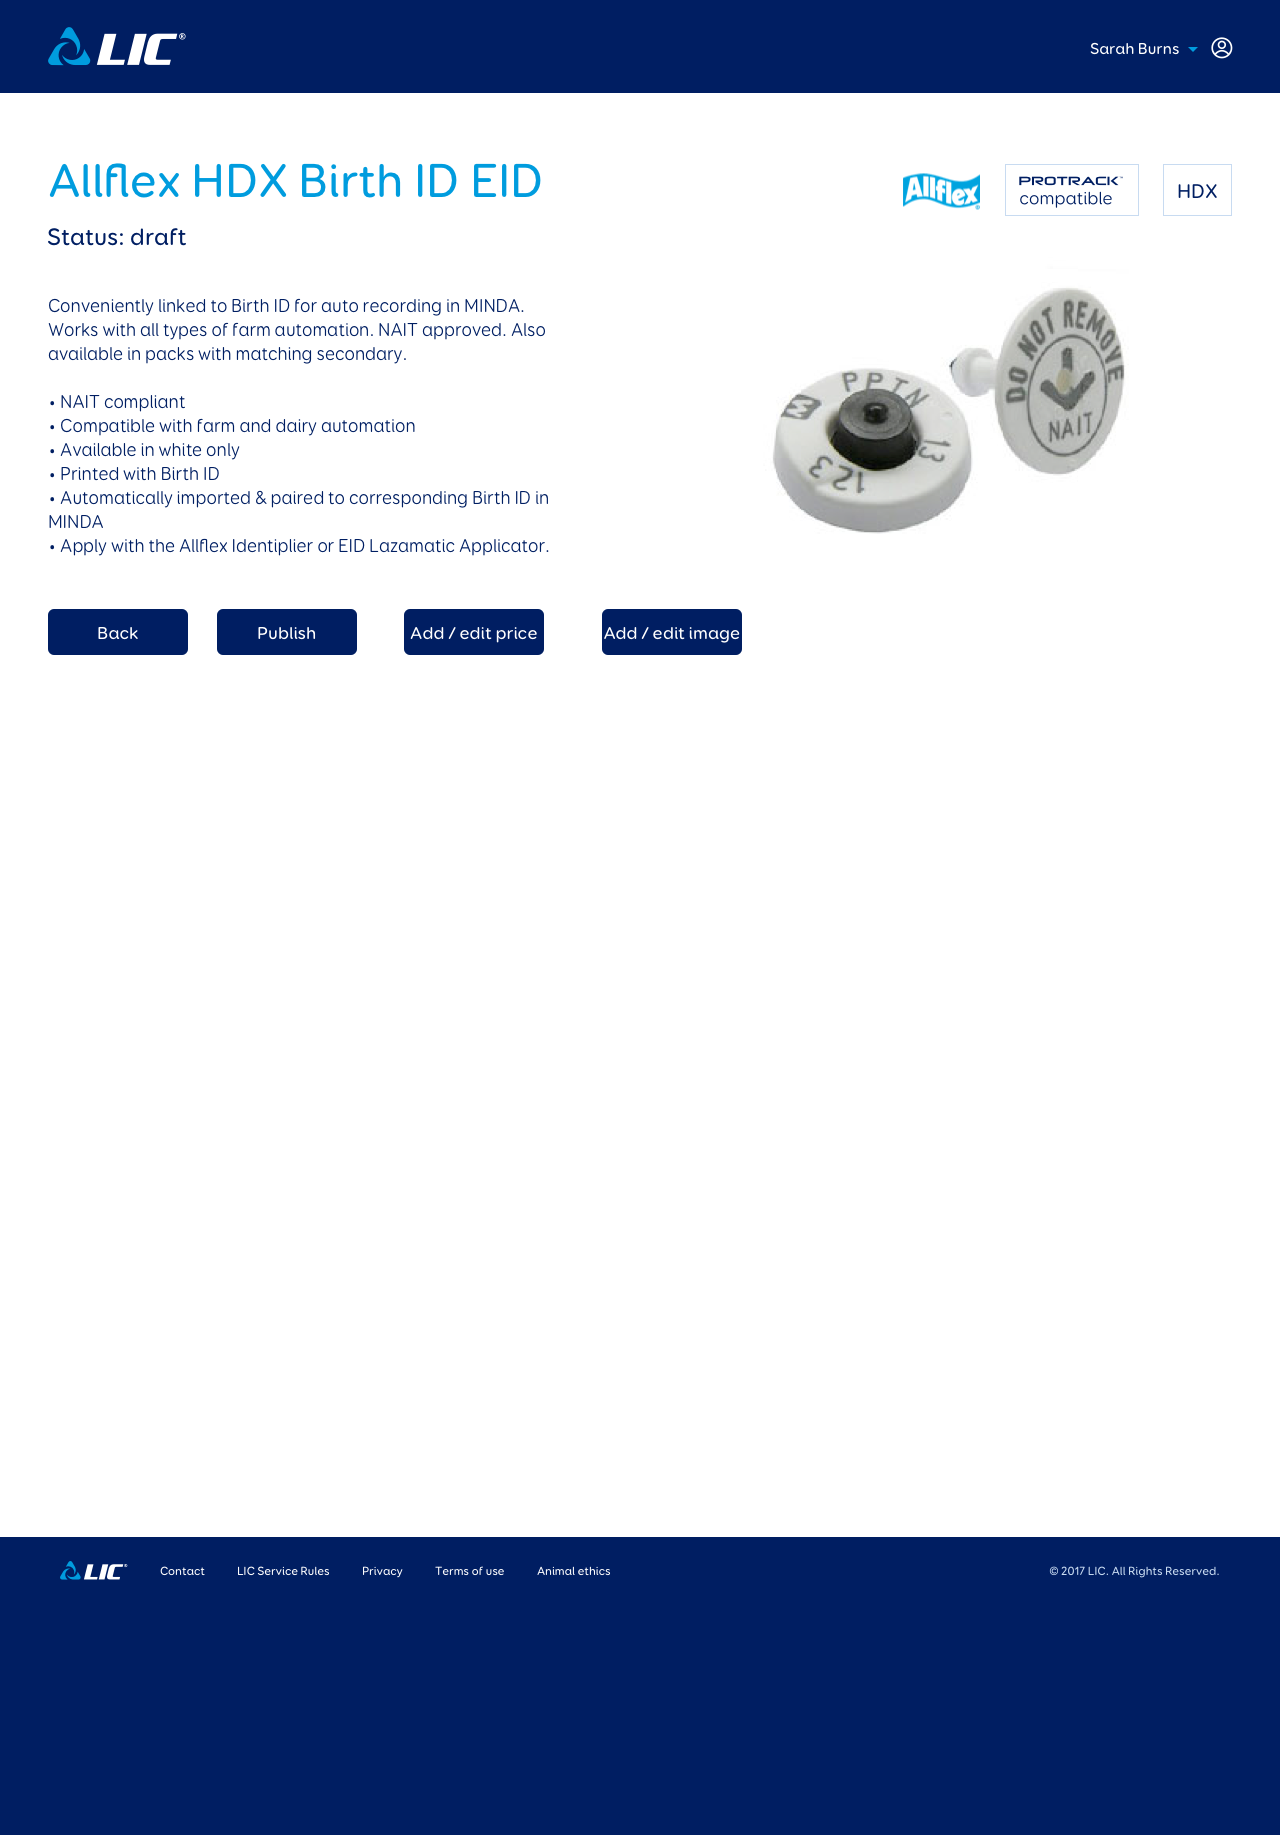 LIC®
Sarah Burns
Allflex HDX Birth ID EID
Allflex®
PROTRACK™
compatible
HDX
Status: draft
Conveniently linked to Birth ID for auto recording in MINDA.
Works with all types of farm automation. NAIT approved. Also
available in packs with matching secondary.
• NAIT compliant
• Compatible with farm and dairy automation
• Available in white only
• Printed with Birth ID
• Automatically imported & paired to corresponding Birth ID in
MINDA
• Apply with the Allflex Identiplier or EID Lazamatic Applicator.
DO NOT REMOVE
NAIT
M PPTN 13
123
Back
Publish
Add / edit price
Add / edit image
LIC®
Contact
LIC Service Rules
Privacy
Terms of use
Animal ethics
© 2017 LIC. All Rights Reserved.